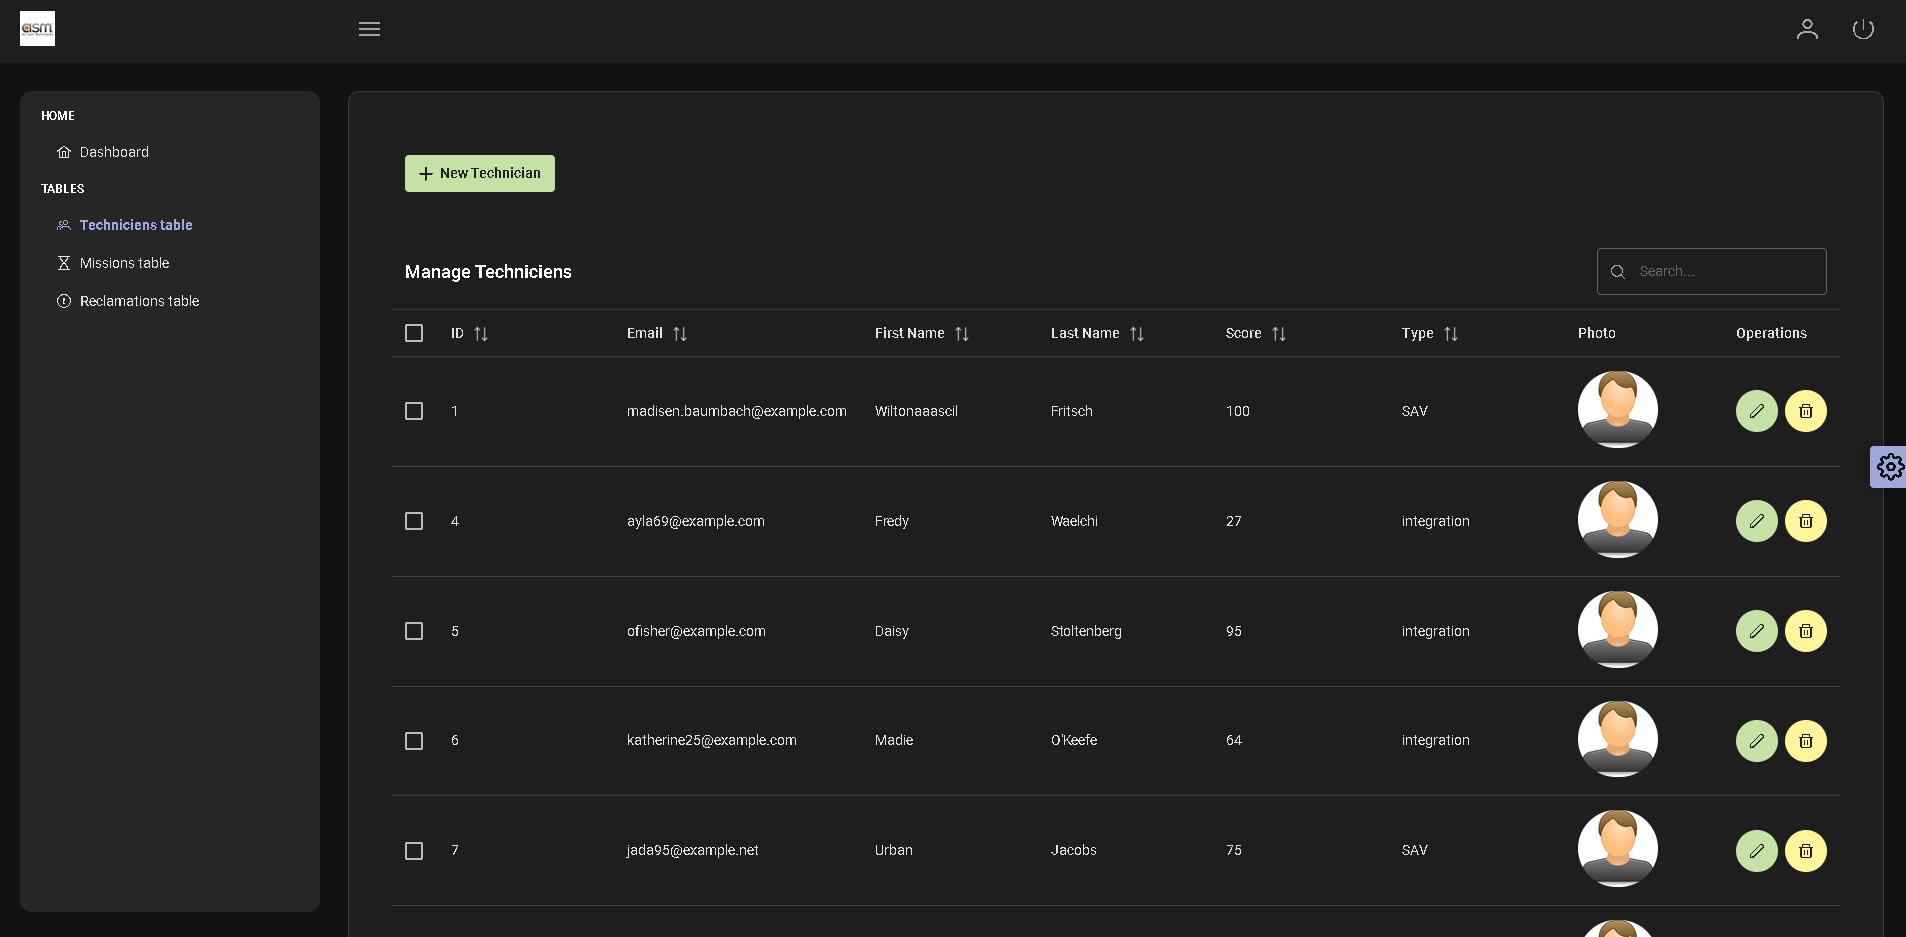 asm
HOME
Dashboard
TABLES
Techniciens table
Missions table
Reclamations table
New Technician
Manage Techniciens
Search...
ID Email First Name Last Name Score Type Photo Operations
1 madisen.baumbach@example.com Wiltonaaascil Fritsch 100 SAV
4 ayla69@example.com Fredy Waelchi 27 integration
5 ofisher@example.com Daisy Stoltenberg 95 integration
6 katherine25@example.com Madie O'Keefe 64 integration
7 jada95@example.net Urban Jacobs 75 SAV